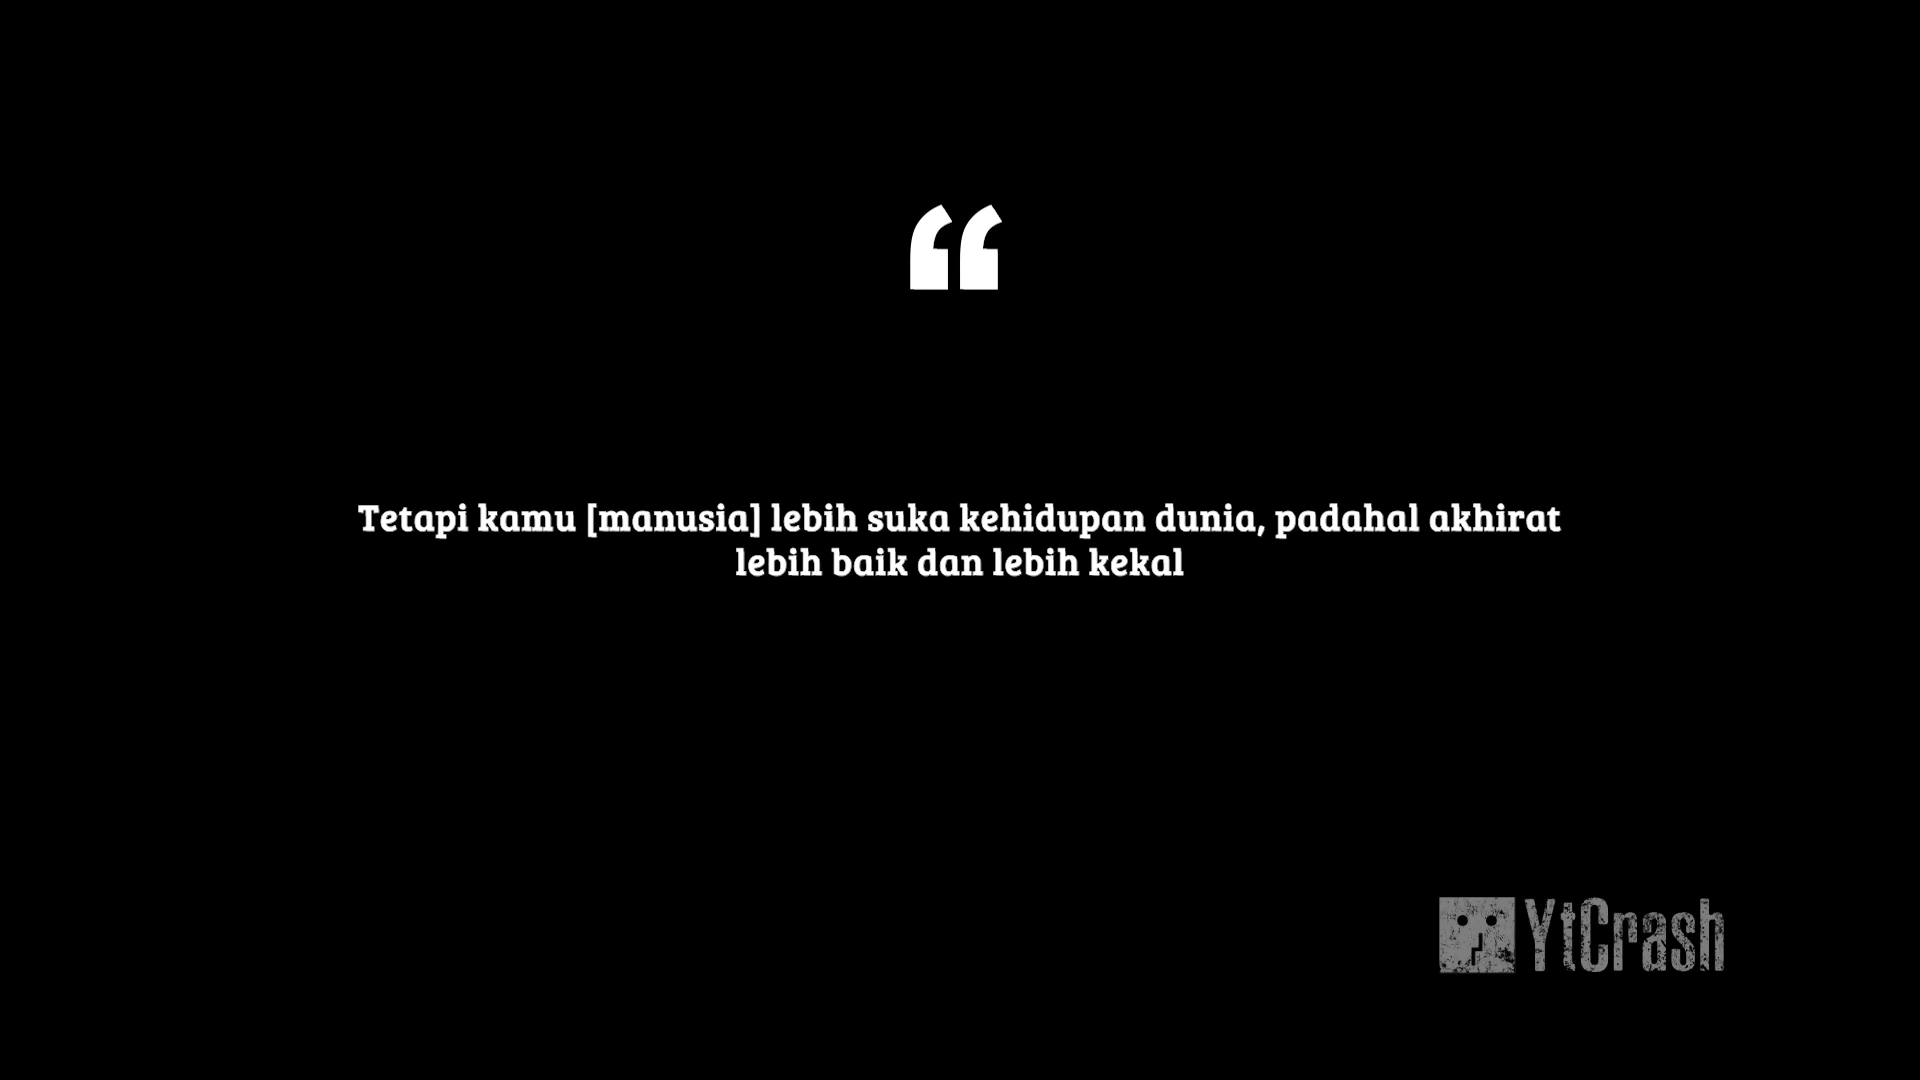 “
Tetapi kamu [manusia] lebih suka kehidupan dunia, padahal akhirat
lebih baik dan lebih kekal
YtCrash